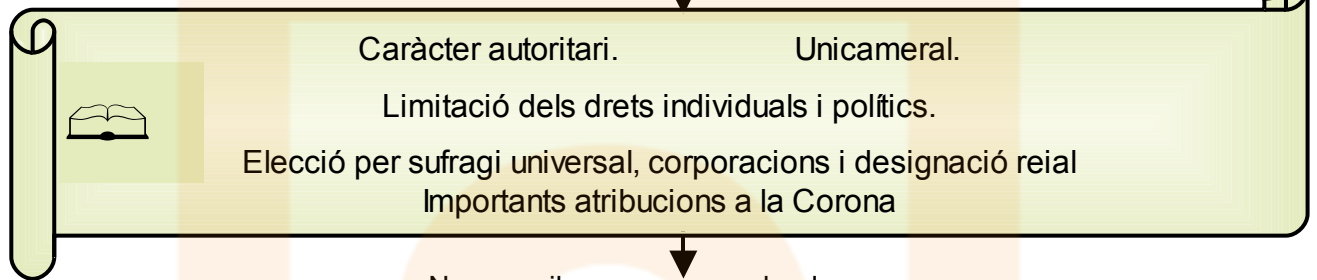 Caràcter autoritari. Unicameral.
Limitació dels drets individuals i polítics.
Elecció per sufragi universal, corporacions i designació reial
Importants atribucions a la Corona